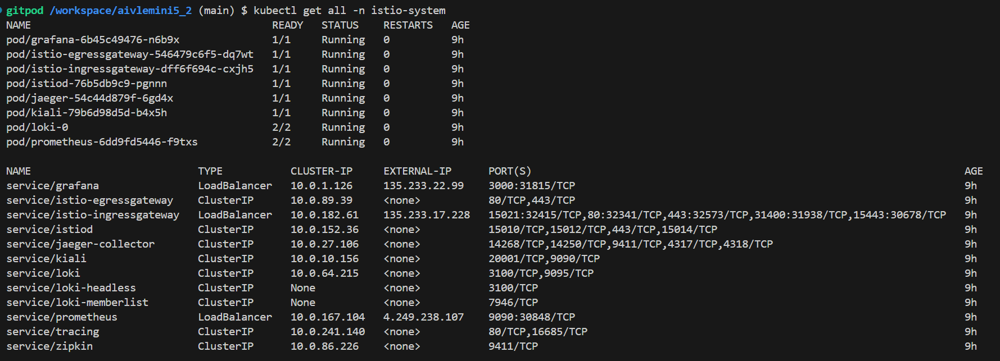 gitpod /workspace/aivlemini5_2 (main) $ kubectl get all -n istio-system
NAME READY STATUS RESTARTS AGE
pod/grafana-6b45c49476-n6b9x 1/1 Running 0 9h
pod/istio-egressgateway-546479c6f5-dq7wt 1/1 Running 0 9h
pod/istio-ingressgateway-dff6f694c-cxjh5 1/1 Running 0 9h
pod/istiod-76b5db9c9-pgnnn 1/1 Running 0 9h
pod/jaeger-54c44d879f-6gd4x 1/1 Running 0 9h
pod/kiali-79b6d98d5d-b4x5h 1/1 Running 0 9h
pod/loki-0 2/2 Running 0 9h
pod/prometheus-6dd9fd5446-f9txs 2/2 Running 0 9h
NAME TYPE CLUSTER-IP EXTERNAL-IP PORT(S) AGE
service/grafana LoadBalancer 10.0.1.126 135.233.22.99 3000:31815/TCP 9h
service/istio-egressgateway ClusterIP 10.0.89.39 <none> 80/TCP,443/TCP 9h
service/istio-ingressgateway LoadBalancer 10.0.182.61 135.233.17.228 15021:32415/TCP,80:32341/TCP,443:32573/TCP,31400:31938/TCP,15443:30678/TCP 9h
service/istiod ClusterIP 10.0.152.36 <none> 15010/TCP,15012/TCP,443/TCP,15014/TCP 9h
service/jaeger-collector ClusterIP 10.0.27.106 <none> 14268/TCP,14250/TCP,9411/TCP,4317/TCP,4318/TCP 9h
service/kiali ClusterIP 10.0.10.156 <none> 20001/TCP,9090/TCP 9h
service/loki ClusterIP 10.0.64.215 <none> 3100/TCP,9095/TCP 9h
service/loki-headless ClusterIP None <none> 3100/TCP 9h
service/loki-memberlist ClusterIP None <none> 7946/TCP 9h
service/prometheus LoadBalancer 10.0.167.104 4.249.238.107 9090:30848/TCP 9h
service/tracing ClusterIP 10.0.241.140 <none> 80/TCP,16685/TCP 9h
service/zipkin ClusterIP 10.0.86.226 <none> 9411/TCP 9h